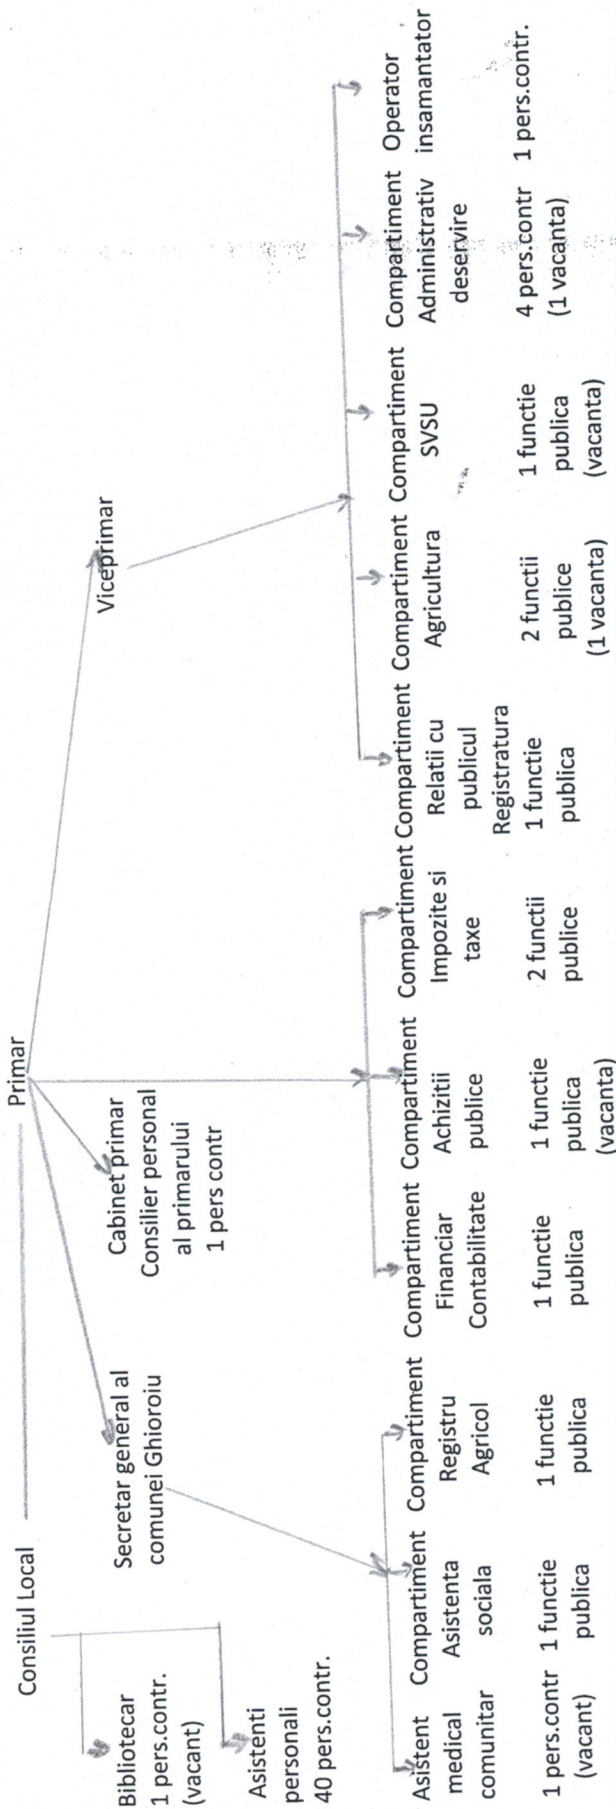 Consiliul Local
Primar
Bibliotecar
1 pers.contr.
(vacant)
Asistenti
personali
40 pers.contr.
Secretar general al
comunei Ghioroiu
Cabinet primar
Consilier personal
al primarului
1 pers contr
Viceprimar
Asistent
medical
comunitar
1 pers.contr
(vacant)
Compartiment
Asistenta
sociala
1 functie
publica
Compartiment
Registru
Agricol
1 functie
publica
Compartiment
Financiar
Contabilitate
1 functie
publica
Compartiment
Achizitii
publice
1 functie
publica
(vacanta)
Compartiment
Impozite si
taxe
2 functii
publice
Compartiment
Relatii cu
publicul
Registratura
1 functie
publica
Compartiment
Agricultura
2 functii
publice
(1 vacanta)
Compartiment
SVSU
1 functie
publica
(vacanta)
Compartiment
Administrativ
deservire
4 pers.contr
(1 vacanta)
Operator
insamantator
1 pers.contr.